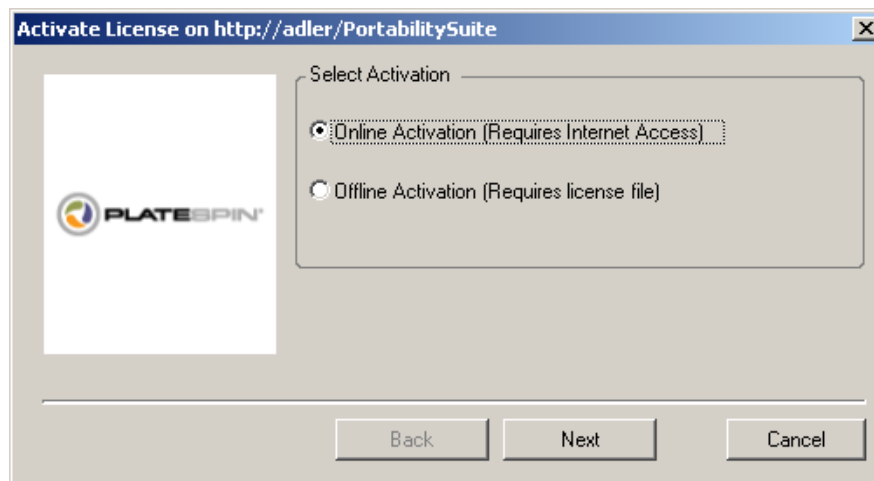 Activate License on http://adler/PortabilitySuite
Select Activation
Online Activation (Requires Internet Access)
PLATESPIN
Offline Activation (Requires license file)
Back
Next
Cancel